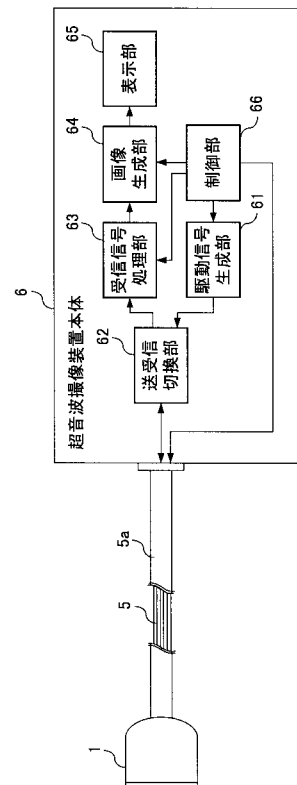 1
5
5a
6
超音波撮像装置本体
62
送受信
切換部
63
受信信号
処理部
64
画像
生成部
65
表示部
61
駆動信号
生成部
66
制御部